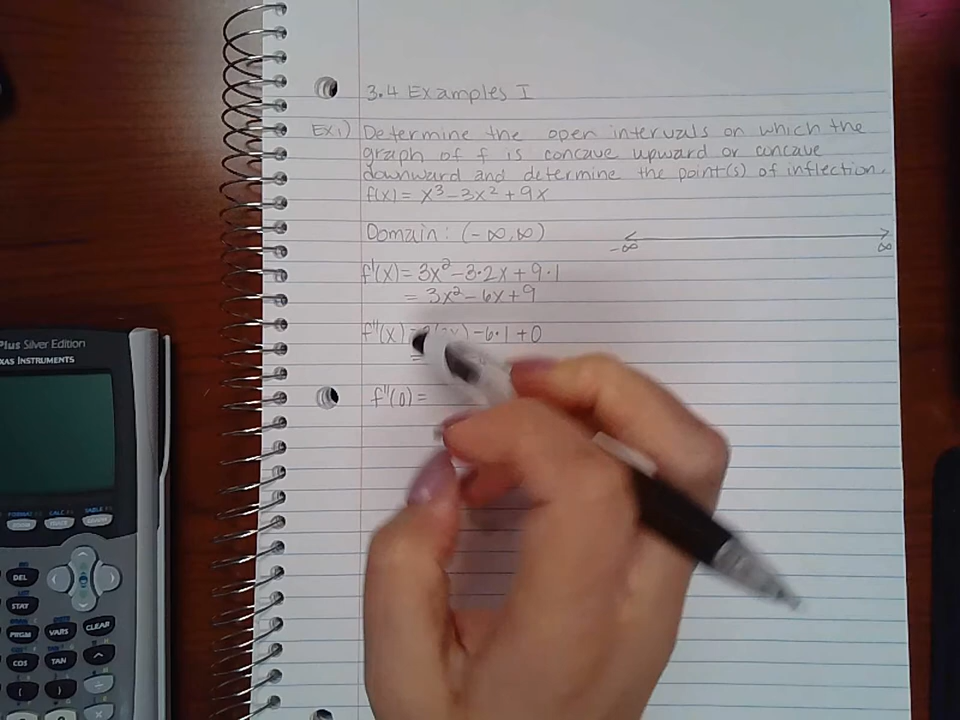 3.4 Examples I
Ex1) Determine the open intervals on which the
graph of f is concave upward or concave
downward and determine the point(s) of inflection.
f(x) = x³ - 3x² + 9x
Domain: (-∞,∞)
-∞ ∞
f'(x) = 3x² - 3·2x + 9·1
= 3x² - 6x + 9
f''(x) = - 6·1 + 0
=
f''(0) =
Plus Silver Edition
TEXAS INSTRUMENTS
DEL
STAT
PRGM VARS CLEAR
COS TAN ^
( )